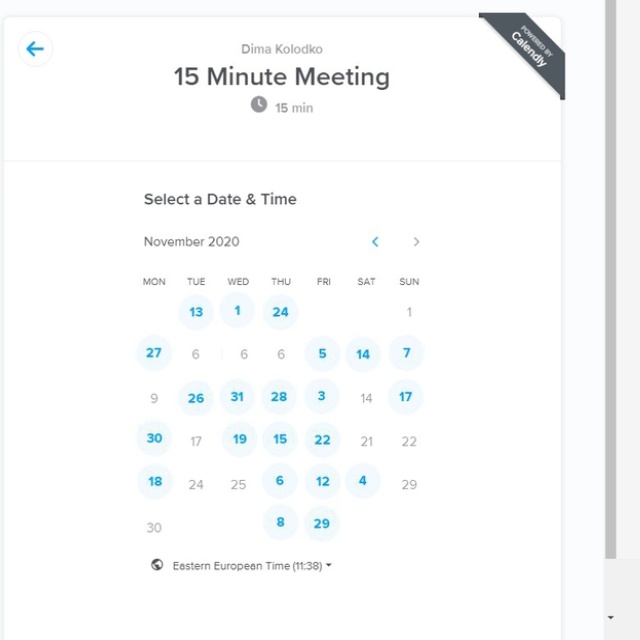 Dima Kolodko
15 Minute Meeting
15 min
POWERED BY
Calendly
Select a Date & Time
November 2020
MON TUE WED THU FRI SAT SUN
13 1 24 1
27 6 6 6 5 14 7
9 26 31 28 3 14 17
30 17 19 15 22 21 22
18 24 25 6 12 4 29
30 8 29
Eastern European Time (11:38)